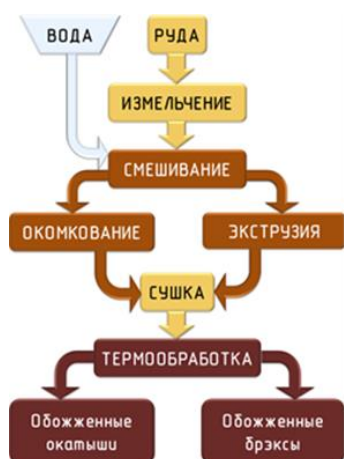 ВОДА
РУДА
ИЗМЕЛЬЧЕНИЕ
СМЕШИВАНИЕ
ОКОМКОВАНИЕ
ЭКСТРУЗИЯ
СУШКА
ТЕРМООБРАБОТКА
Обожженные
окатыши
Обожженные
брэксы